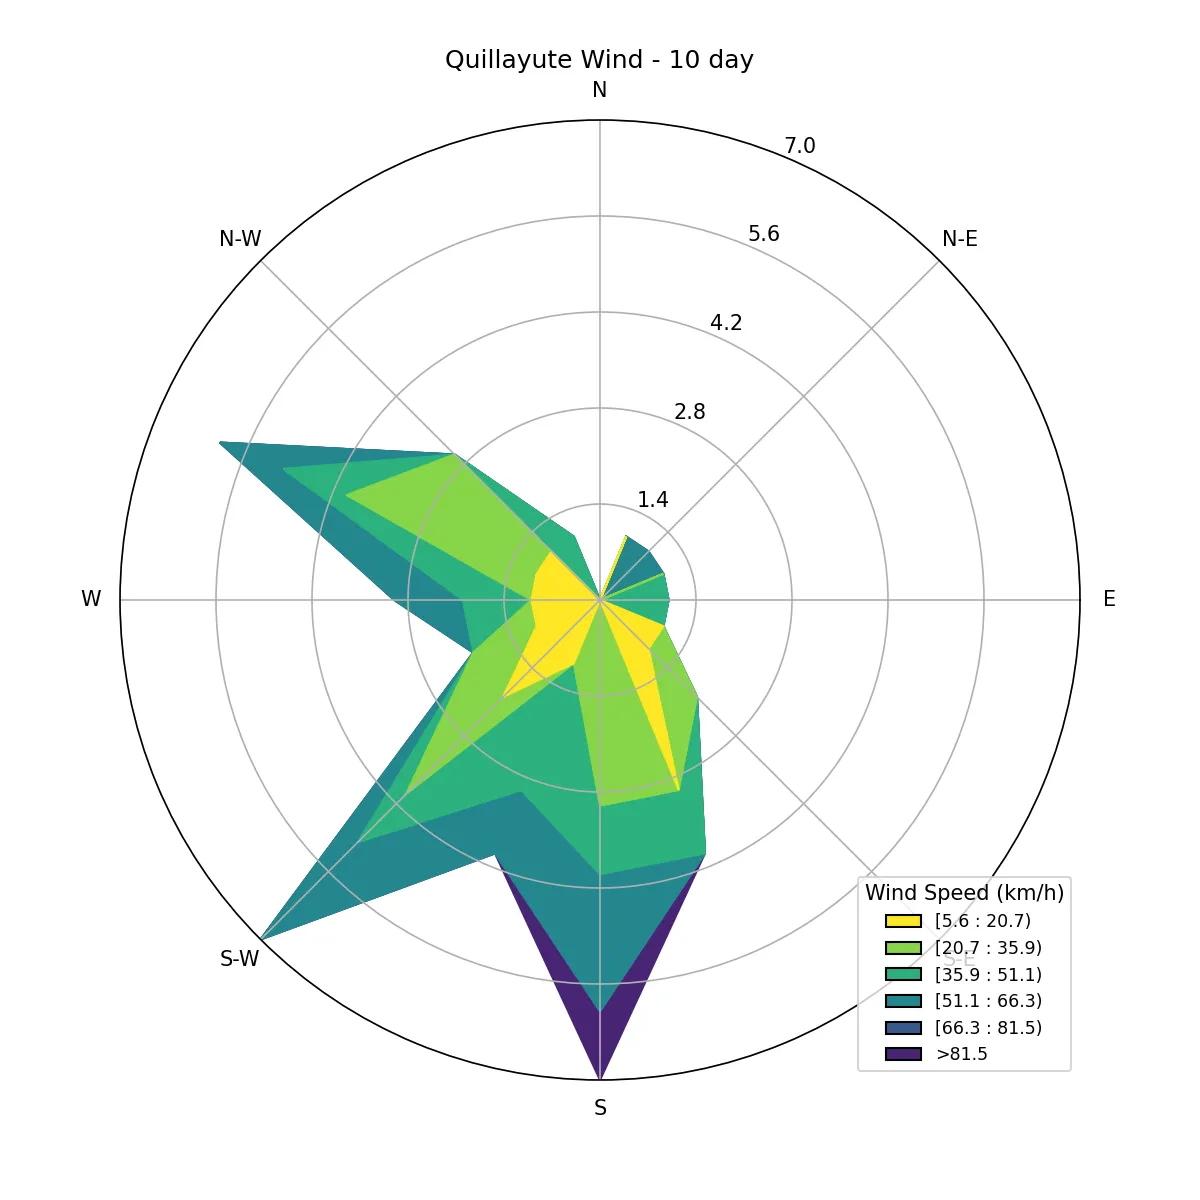 Quillayute Wind - 10 day
N
7.0
N-W
5.6
N-E
4.2
2.8
1.4
W
E
Wind Speed (km/h)
[5.6 : 20.7)
[20.7 : 35.9)
S-W
S-E
[35.9 : 51.1)
[51.1 : 66.3)
[66.3 : 81.5)
>81.5
S